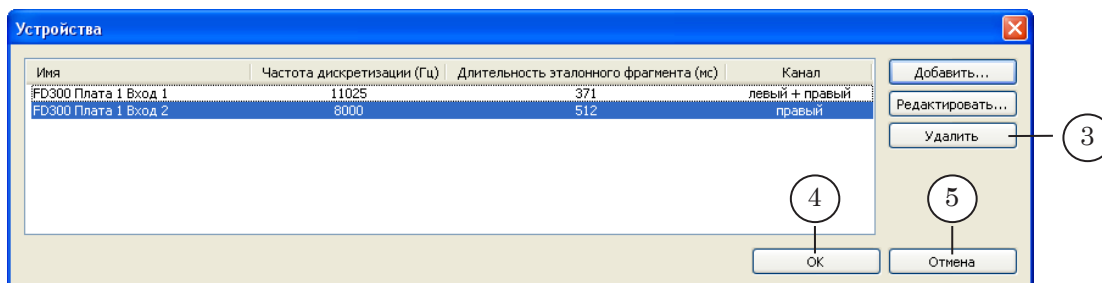 Устройства
Имя Частота дискретизации (Гц) Длительность эталонного фрагмента (мс) Канал
FD300 Плата 1 Вход 1 11025 371 левый + правый
FD300 Плата 1 Вход 2 8000 512 правый
Добавить...
Редактировать...
Удалить
3
4
5
OK
Отмена